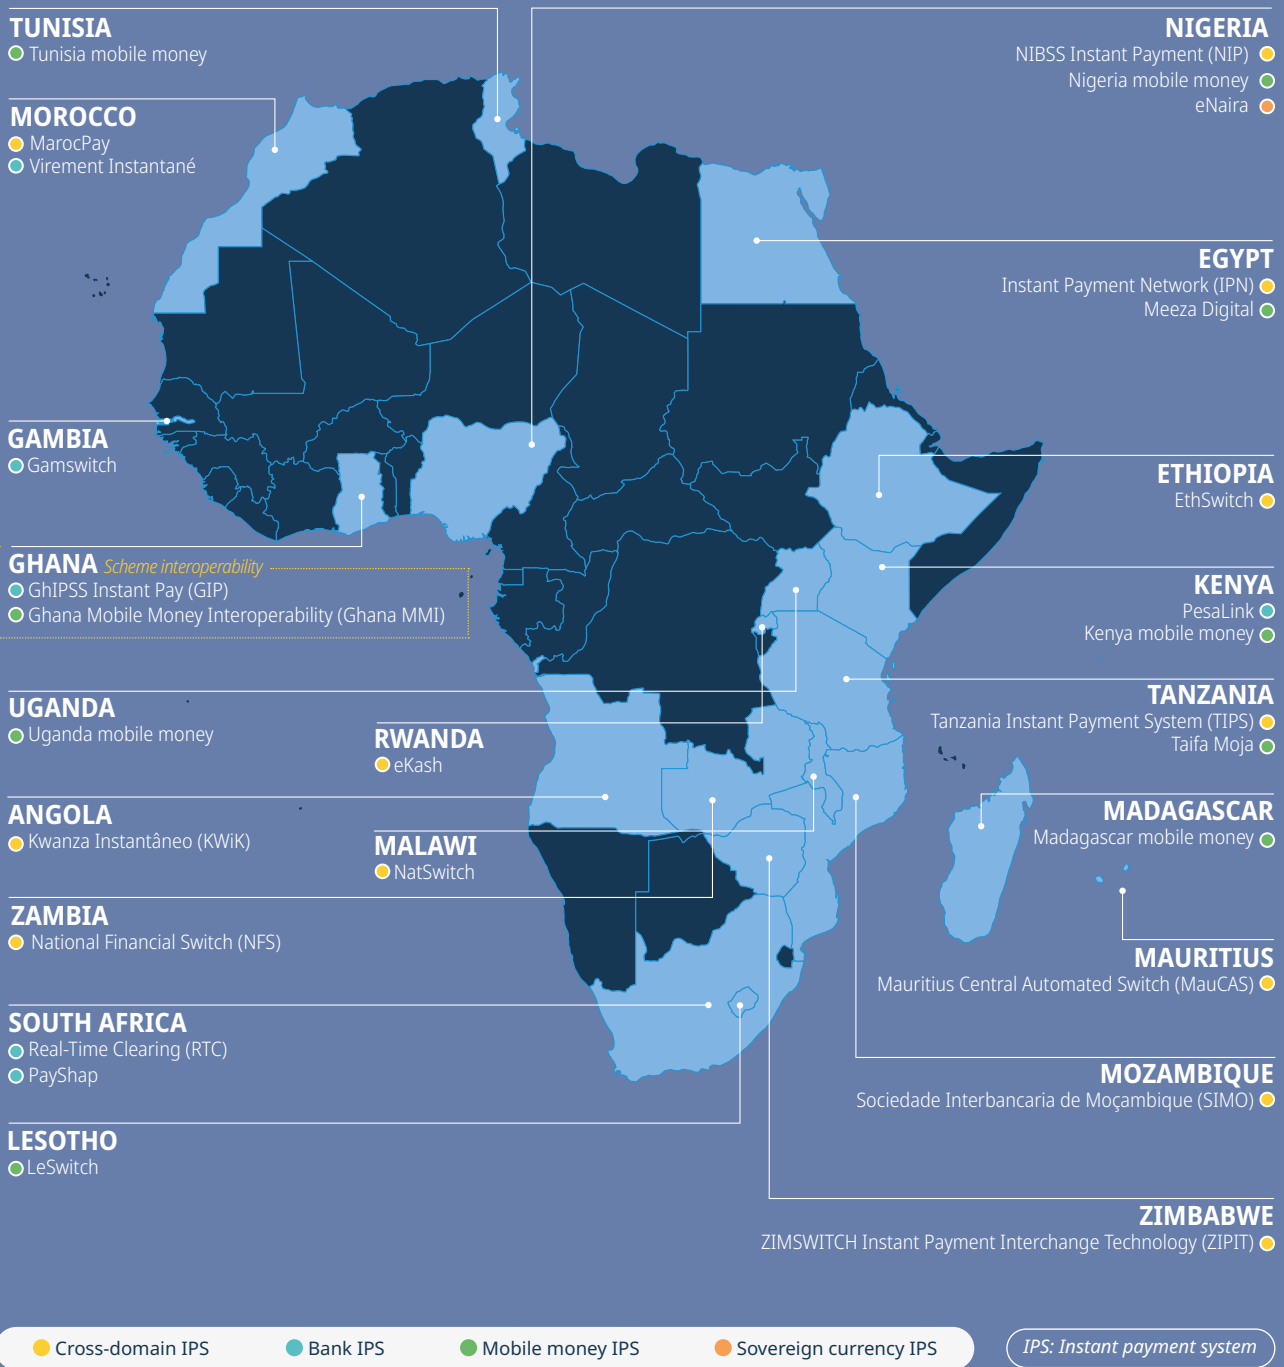 TUNISIA
Tunisia mobile money
MOROCCO
MarocPay
Virement Instantané
GAMBIA
Gamswitch
GHANA Scheme interoperability
GhIPSS Instant Pay (GIP)
Ghana Mobile Money Interoperability (Ghana MMI)
UGANDA
Uganda mobile money
RWANDA
eKash
ANGOLA
Kwanza Instantâneo (KWiK)
MALAWI
NatSwitch
ZAMBIA
National Financial Switch (NFS)
SOUTH AFRICA
Real-Time Clearing (RTC)
PayShap
LESOTHO
LeSwitch
NIGERIA
NIBSS Instant Payment (NIP)
Nigeria mobile money
eNaira
EGYPT
Instant Payment Network (IPN)
Meeza Digital
ETHIOPIA
EthSwitch
KENYA
PesaLink
Kenya mobile money
TANZANIA
Tanzania Instant Payment System (TIPS)
Taifa Moja
MADAGASCAR
Madagascar mobile money
MAURITIUS
Mauritius Central Automated Switch (MauCAS)
MOZAMBIQUE
Sociedade Interbancaria de Moçambique (SIMO)
ZIMBABWE
ZIMSWITCH Instant Payment Interchange Technology (ZIPIT)
Cross-domain IPS
Bank IPS
Mobile money IPS
Sovereign currency IPS
IPS: Instant payment system